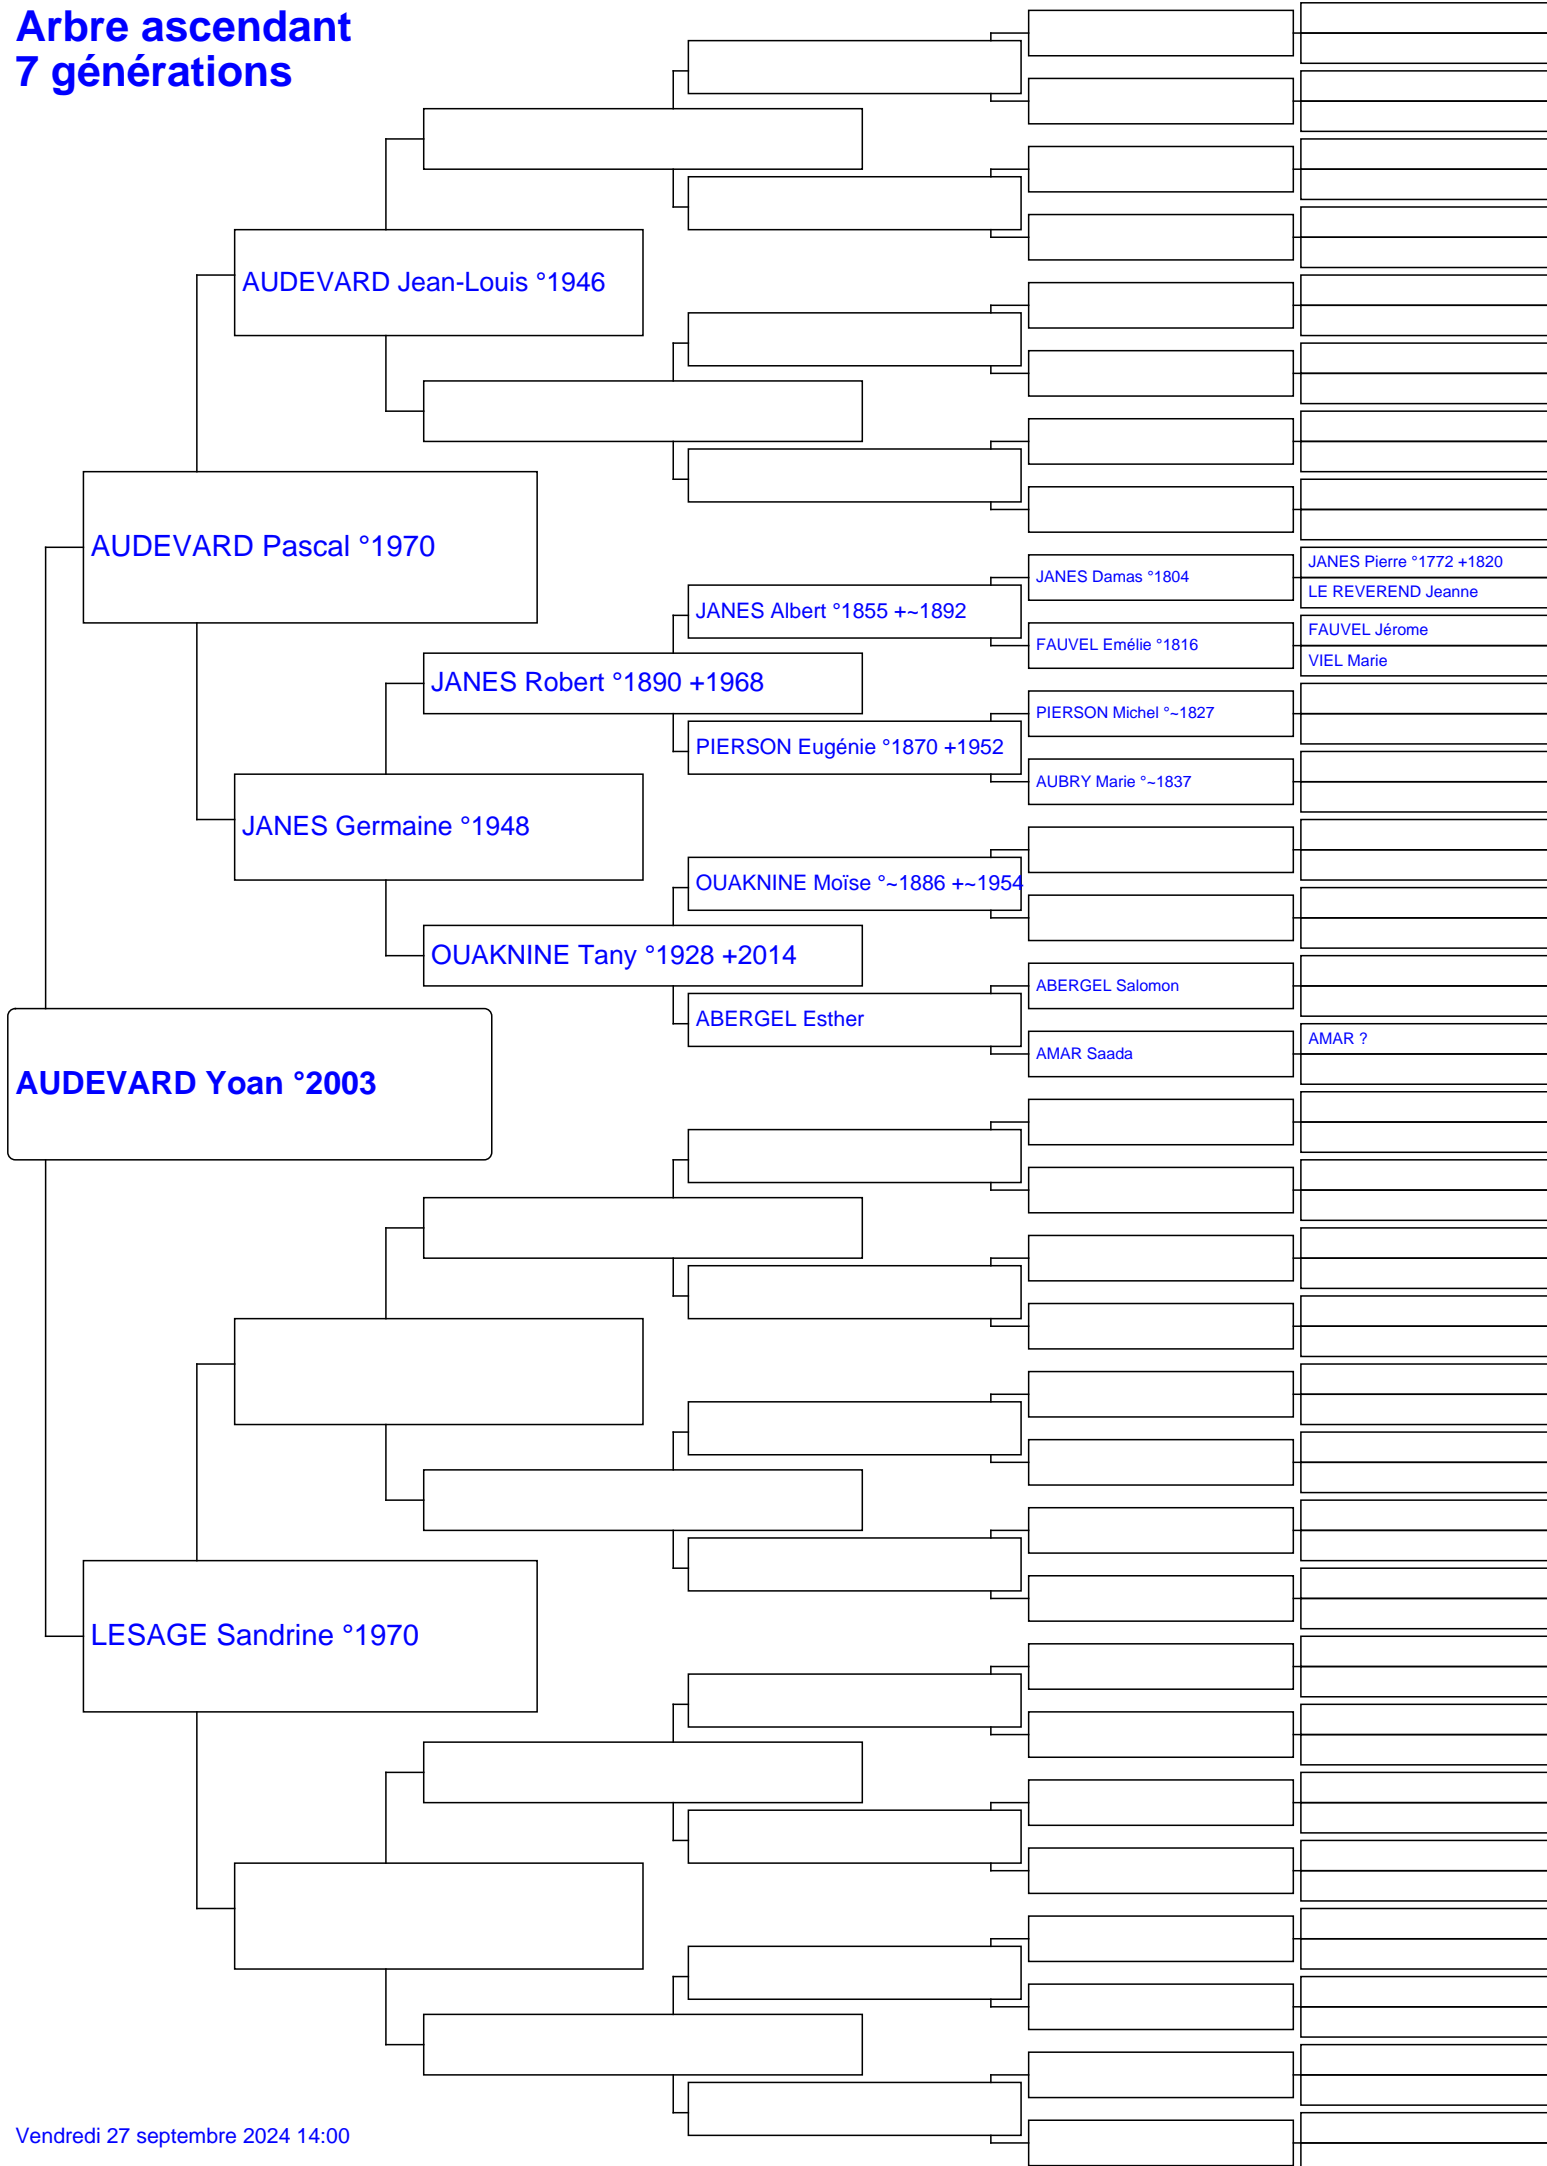 Arbre ascendant
7 générations
AUDEVARD Jean-Louis °1946
AUDEVARD Pascal °1970
JANES Pierre °1772 +1820
JANES Damas °1804
LE REVEREND Jeanne
JANES Albert °1855 +~1892
FAUVEL Jérome
FAUVEL Emélie °1816
VIEL Marie
JANES Robert °1890 +1968
PIERSON Michel °~1827
PIERSON Eugénie °1870 +1952
AUBRY Marie °~1837
JANES Germaine °1948
OUAKNINE Moïse °~1886 +~1954
OUAKNINE Tany °1928 +2014
ABERGEL Salomon
ABERGEL Esther
AMAR ?
AMAR Saada
AUDEVARD Yoan °2003
LESAGE Sandrine °1970
Vendredi 27 septembre 2024 14:00